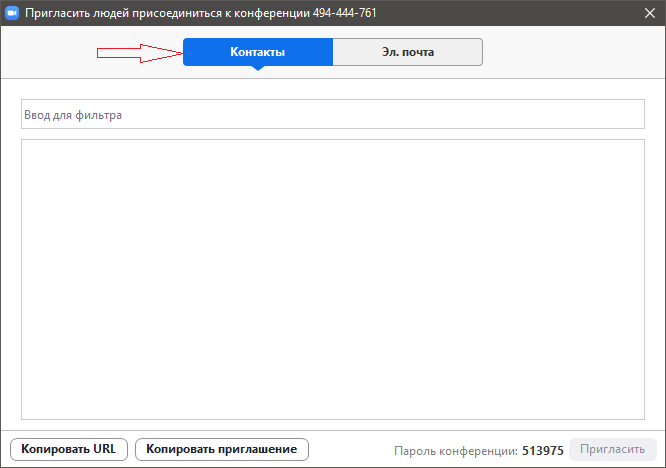 Пригласить людей присоединиться к конференции 494-444-761
Контакты Эл. почта
Ввод для фильтра
Копировать URL Копировать приглашение Пароль конференции: 513975 Пригласить